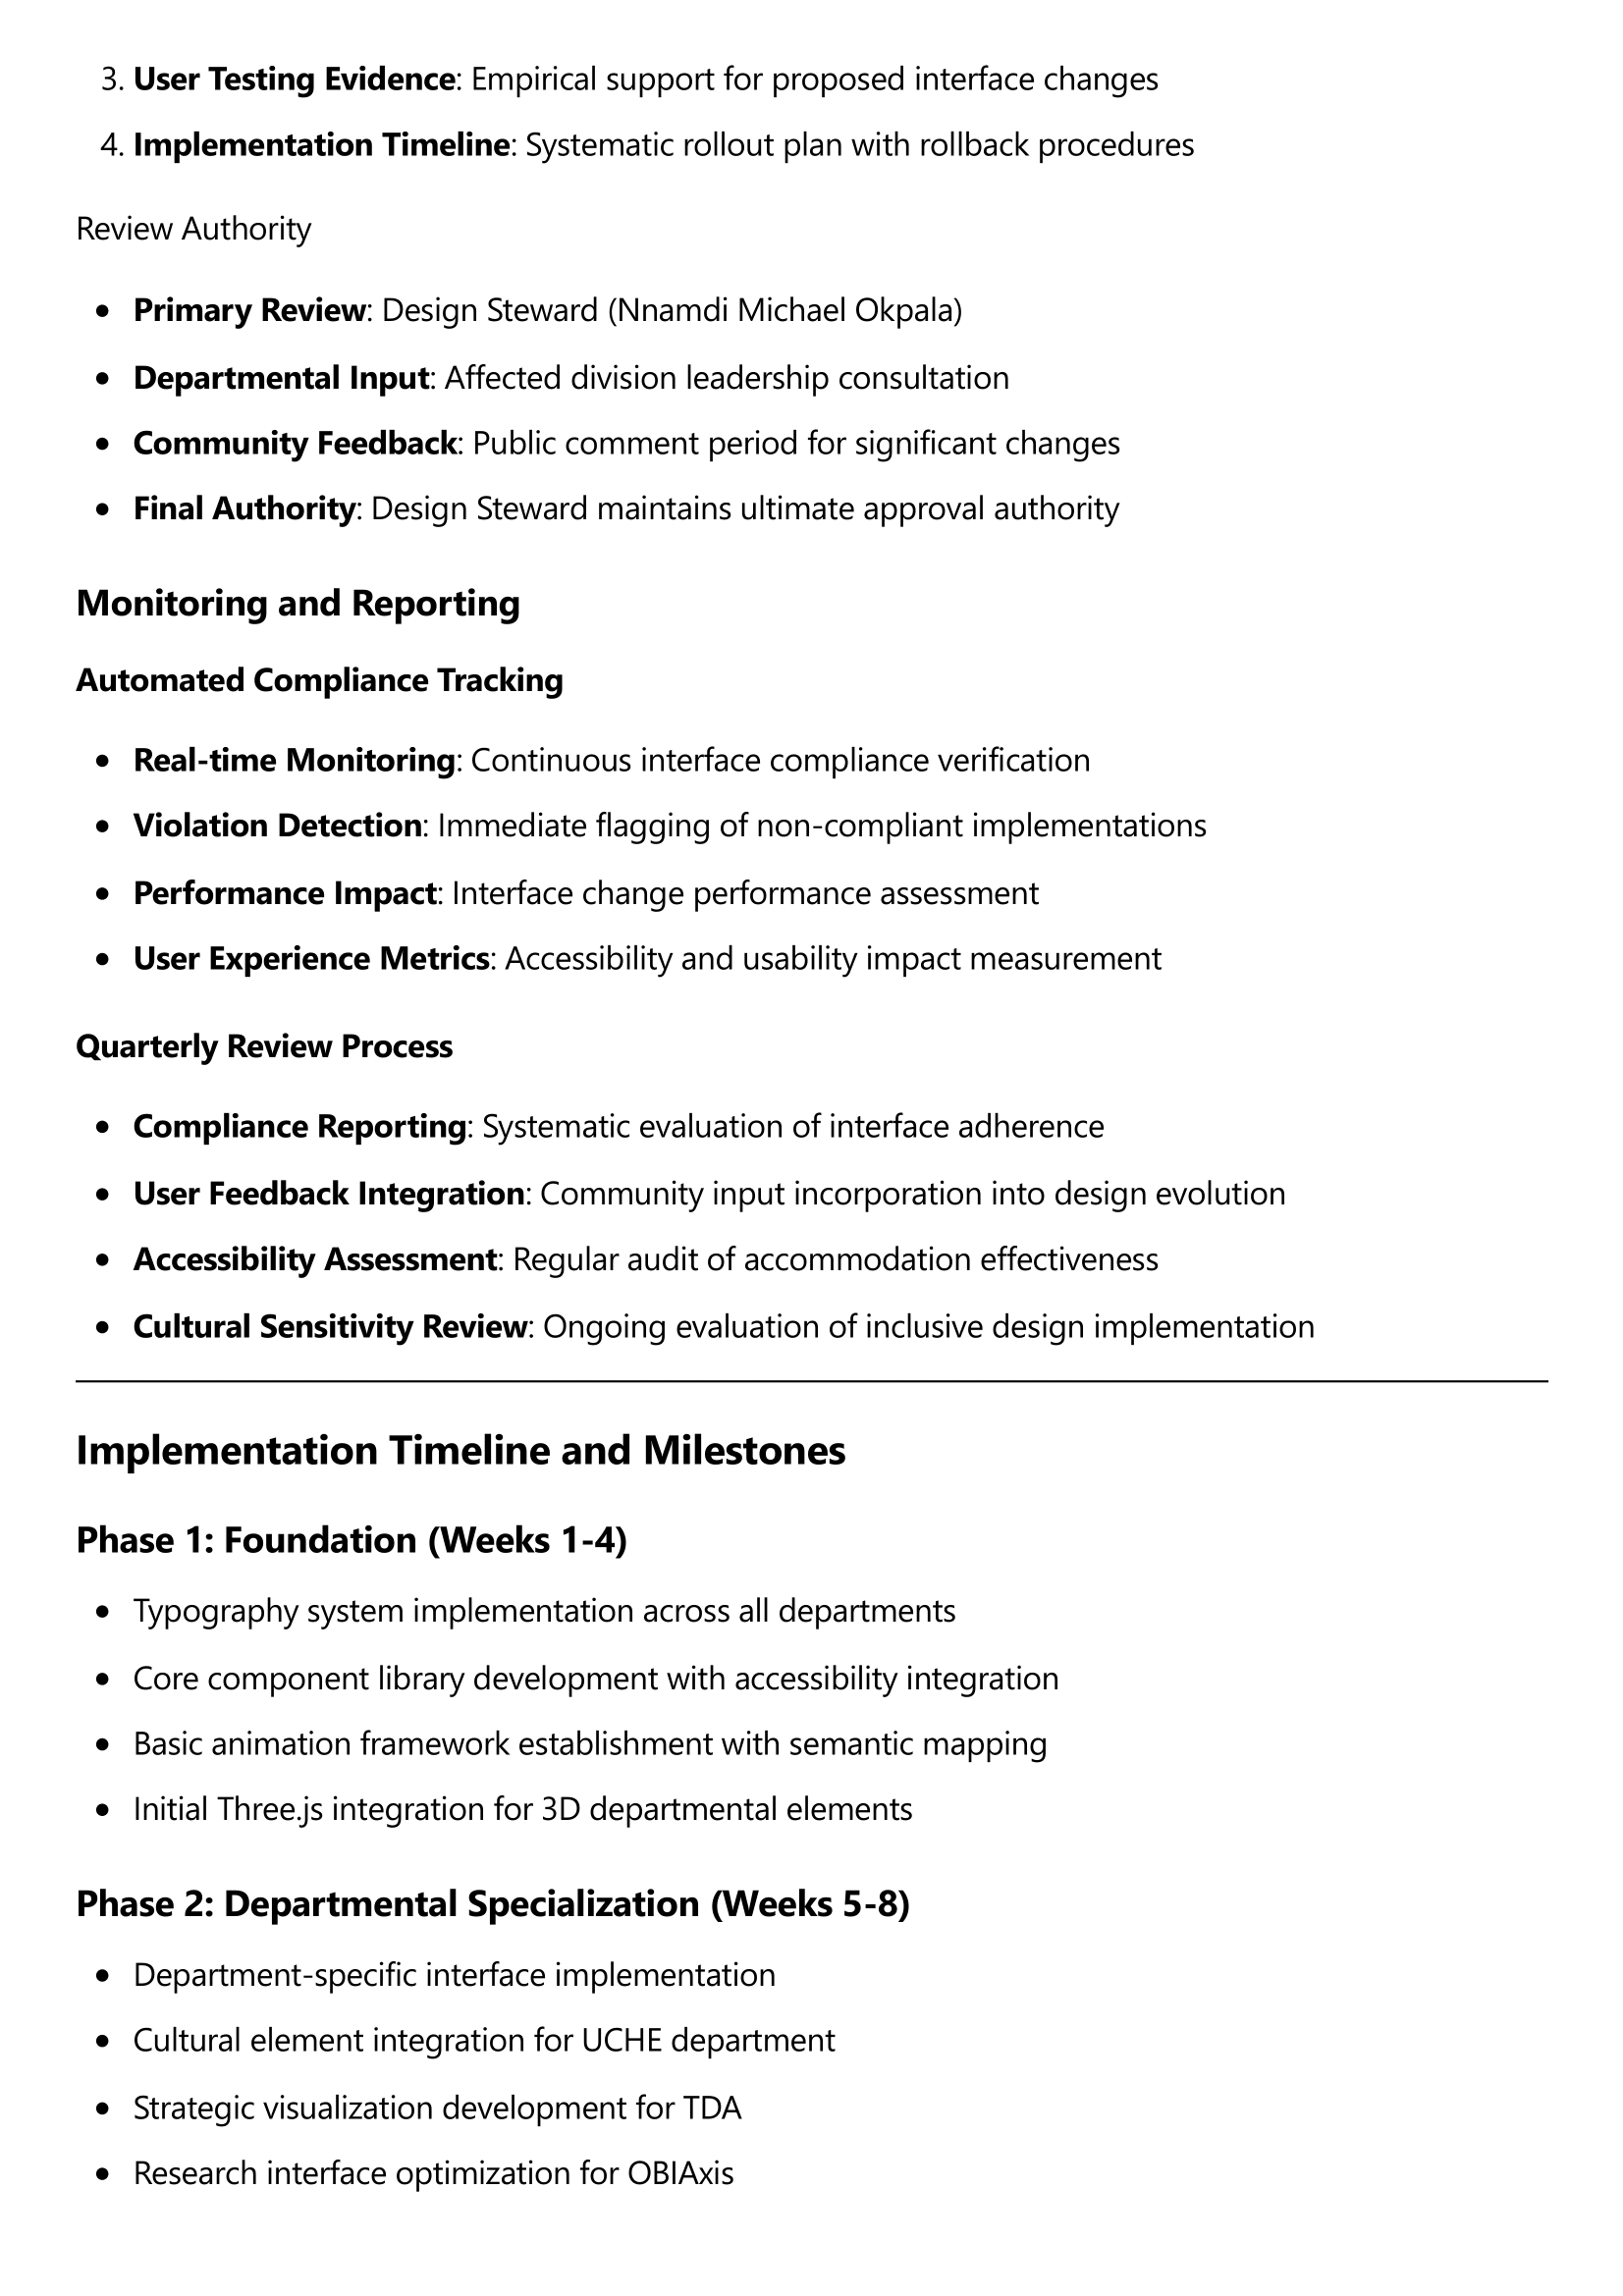 3. User Testing Evidence: Empirical support for proposed interface changes
4. Implementation Timeline: Systematic rollout plan with rollback procedures
Review Authority
• Primary Review: Design Steward (Nnamdi Michael Okpala)
• Departmental Input: Affected division leadership consultation
• Community Feedback: Public comment period for significant changes
• Final Authority: Design Steward maintains ultimate approval authority
Monitoring and Reporting
Automated Compliance Tracking
• Real-time Monitoring: Continuous interface compliance verification
• Violation Detection: Immediate flagging of non-compliant implementations
• Performance Impact: Interface change performance assessment
• User Experience Metrics: Accessibility and usability impact measurement
Quarterly Review Process
• Compliance Reporting: Systematic evaluation of interface adherence
• User Feedback Integration: Community input incorporation into design evolution
• Accessibility Assessment: Regular audit of accommodation effectiveness
• Cultural Sensitivity Review: Ongoing evaluation of inclusive design implementation
Implementation Timeline and Milestones
Phase 1: Foundation (Weeks 1-4)
• Typography system implementation across all departments
• Core component library development with accessibility integration
• Basic animation framework establishment with semantic mapping
• Initial Three.js integration for 3D departmental elements
Phase 2: Departmental Specialization (Weeks 5-8)
• Department-specific interface implementation
• Cultural element integration for UCHE department
• Strategic visualization development for TDA
• Research interface optimization for OBIAxis